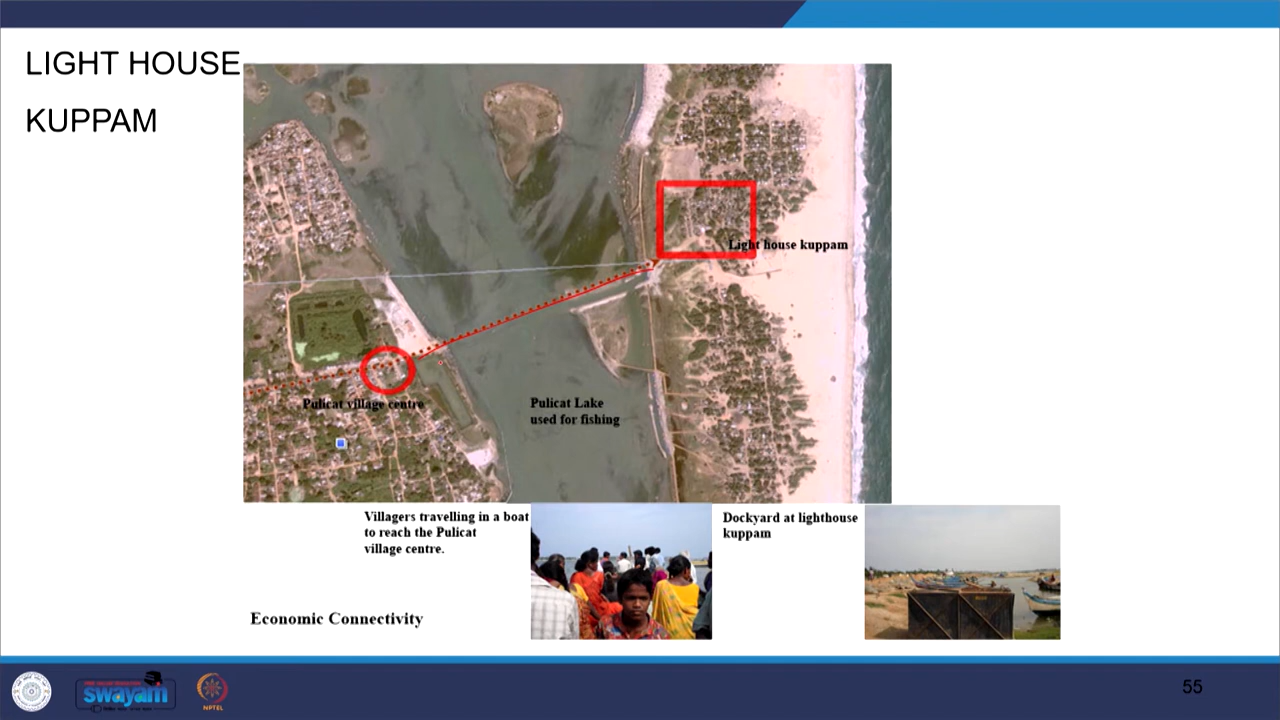 LIGHT HOUSE
KUPPAM
Light house kuppam
Pulicat village centre
Pulicat Lake
used for fishing
Villagers travelling in a boat
to reach the Pulicat
village centre.
Dockyard at lighthouse
kuppam
Economic Connectivity
swayam
NPTEL
55